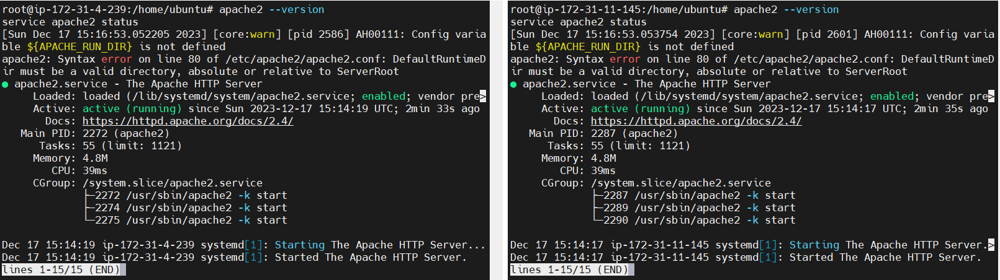 root@ip-172-31-4-239:/home/ubuntu# apache2 --version
service apache2 status
[Sun Dec 17 15:16:53.052205 2023] [core:warn] [pid 2586] AH00111: Config varia
ble ${APACHE_RUN_DIR} is not defined
apache2: Syntax error on line 80 of /etc/apache2/apache2.conf: DefaultRuntimeD
ir must be a valid directory, absolute or relative to ServerRoot
● apache2.service - The Apache HTTP Server
     Loaded: loaded (/lib/systemd/system/apache2.service; enabled; vendor pre>
     Active: active (running) since Sun 2023-12-17 15:14:19 UTC; 2min 33s ago
       Docs: https://httpd.apache.org/docs/2.4/
   Main PID: 2272 (apache2)
      Tasks: 55 (limit: 1121)
     Memory: 4.8M
        CPU: 39ms
     CGroup: /system.slice/apache2.service
             ├─2272 /usr/sbin/apache2 -k start
             ├─2274 /usr/sbin/apache2 -k start
             └─2275 /usr/sbin/apache2 -k start
Dec 17 15:14:19 ip-172-31-4-239 systemd[1]: Starting The Apache HTTP Server...
Dec 17 15:14:19 ip-172-31-4-239 systemd[1]: Started The Apache HTTP Server.
lines 1-15/15 (END)
root@ip-172-31-11-145:/home/ubuntu# apache2 --version
service apache2 status
[Sun Dec 17 15:16:53.053754 2023] [core:warn] [pid 2601] AH00111: Config varia
ble ${APACHE_RUN_DIR} is not defined
apache2: Syntax error on line 80 of /etc/apache2/apache2.conf: DefaultRuntimeD
ir must be a valid directory, absolute or relative to ServerRoot
● apache2.service - The Apache HTTP Server
     Loaded: loaded (/lib/systemd/system/apache2.service; enabled; vendor pre>
     Active: active (running) since Sun 2023-12-17 15:14:17 UTC; 2min 35s ago
       Docs: https://httpd.apache.org/docs/2.4/
   Main PID: 2287 (apache2)
      Tasks: 55 (limit: 1121)
     Memory: 4.8M
        CPU: 39ms
     CGroup: /system.slice/apache2.service
             ├─2287 /usr/sbin/apache2 -k start
             ├─2289 /usr/sbin/apache2 -k start
             └─2290 /usr/sbin/apache2 -k start
Dec 17 15:14:17 ip-172-31-11-145 systemd[1]: Starting The Apache HTTP Server.>
Dec 17 15:14:17 ip-172-31-11-145 systemd[1]: Started The Apache HTTP Server.
lines 1-15/15 (END)